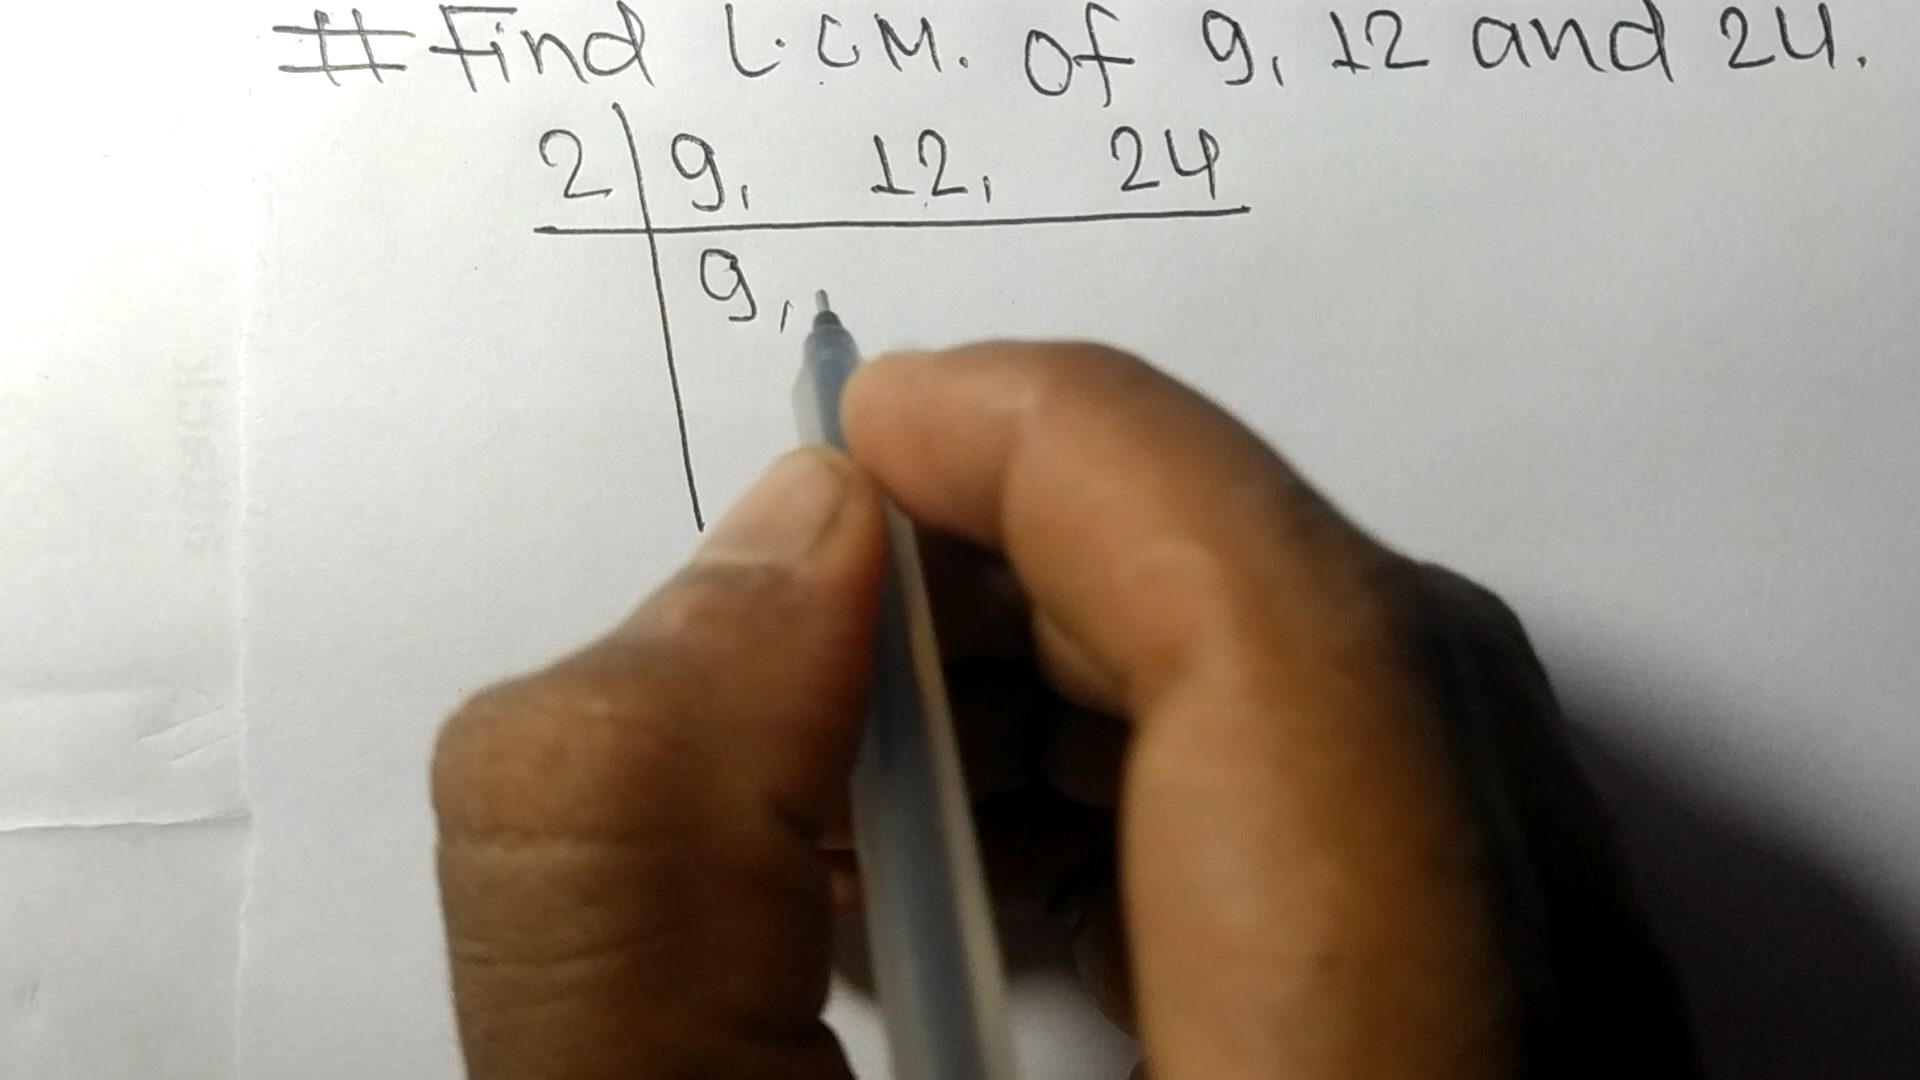 # Find L.C.M. of 9, 12 and 24.
2 | 9, 12, 24
9,